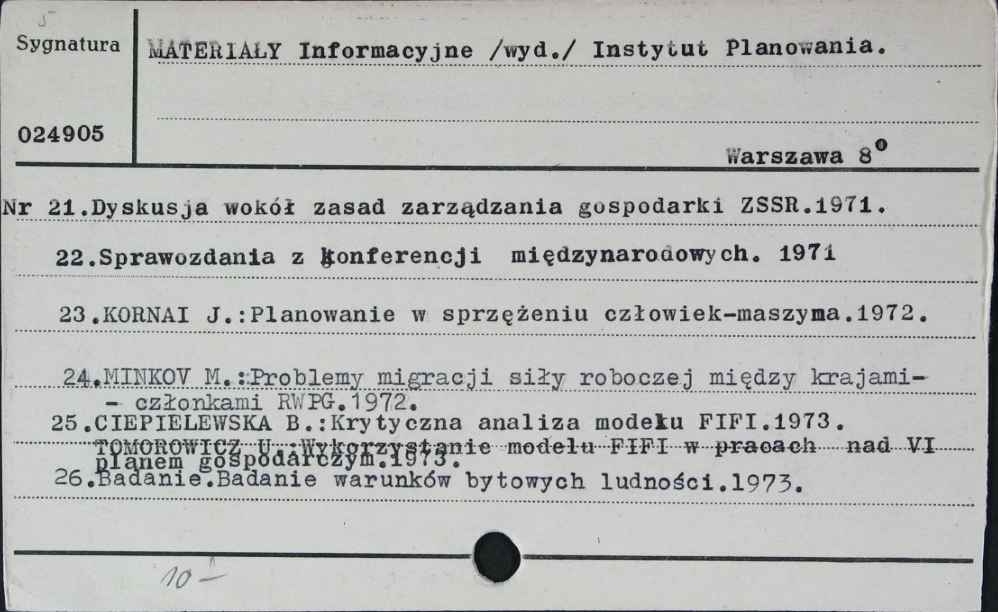 5
Sygnatura
MATERIAŁY Informacyjne /wyd./ Instytut Planowania.
024905
Warszawa 8⁰
Nr 21.Dyskusja wokół zasad zarządzania gospodarki ZSSR.1971.
22.Sprawozdania z konferencji międzynarodowych. 1971
23.KORNAI J.:Planowanie w sprzężeniu człowiek-maszyna.1972.
24.MINKOV M.:Problemy migracji siły roboczej między krajami-
- członkami RWPG.1972.
25.CIEPIELEWSKA B.:Krytyczna analiza modelu FIFI.1973.
TOMOROWICZ U.:Wykorzystanie modelu FIFI w pracach nad VI
planem gospodarczym.1973.
26.Badanie.Badanie warunków bytowych ludności.1973.
10 -